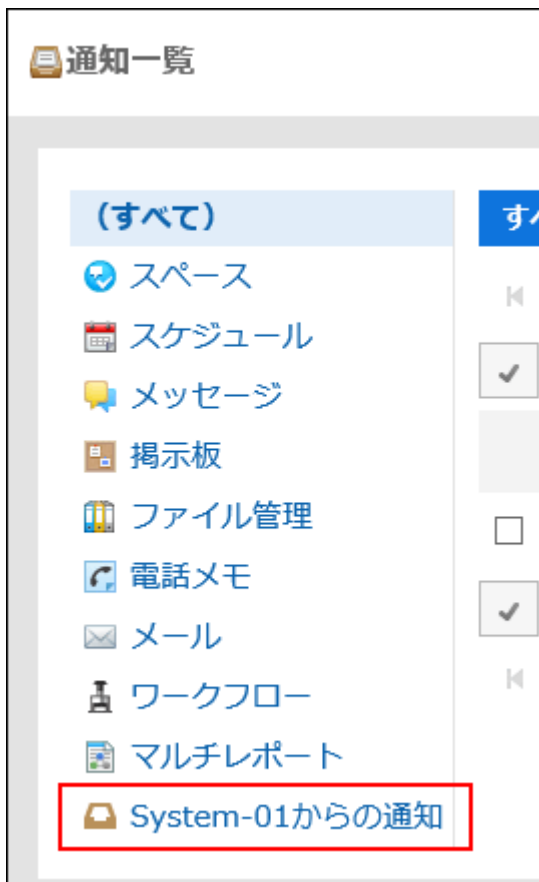 通知一覧
（すべて）
すべ
スペース
スケジュール
メッセージ
掲示板
ファイル管理
電話メモ
メール
ワークフロー
マルチレポート
System-01からの通知